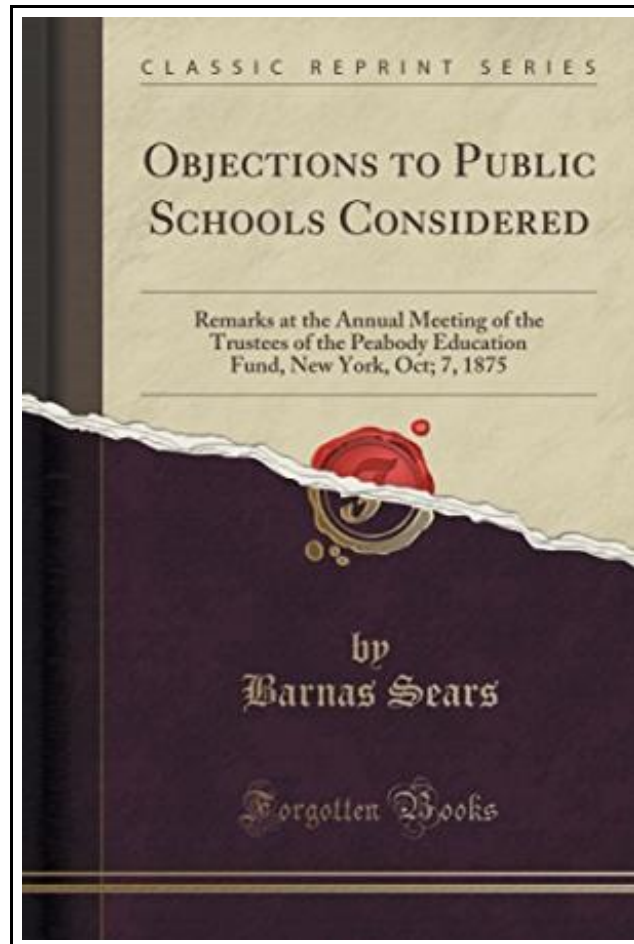 CLASSIC REPRINT SERIES
OBJECTIONS TO PUBLIC
SCHOOLS CONSIDERED
Remarks at the Annual Meeting of the
Trustees of the Peabody Education
Fund, New York, Oct; 7, 1875
by
Barnas Sears
Forgotten Books